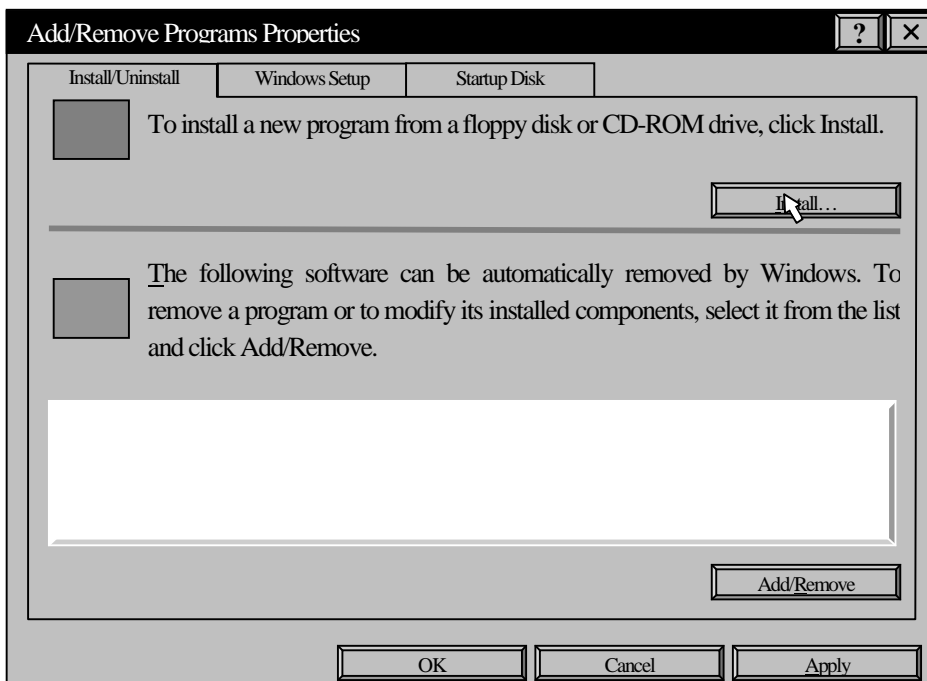 Add/Remove Programs Properties
?
×
Install/Uninstall
Windows Setup
Startup Disk
To install a new program from a floppy disk or CD-ROM drive, click Install.
Install…
The following software can be automatically removed by Windows. To
remove a program or to modify its installed components, select it from the list
and click Add/Remove.
Add/Remove
OK
Cancel
Apply